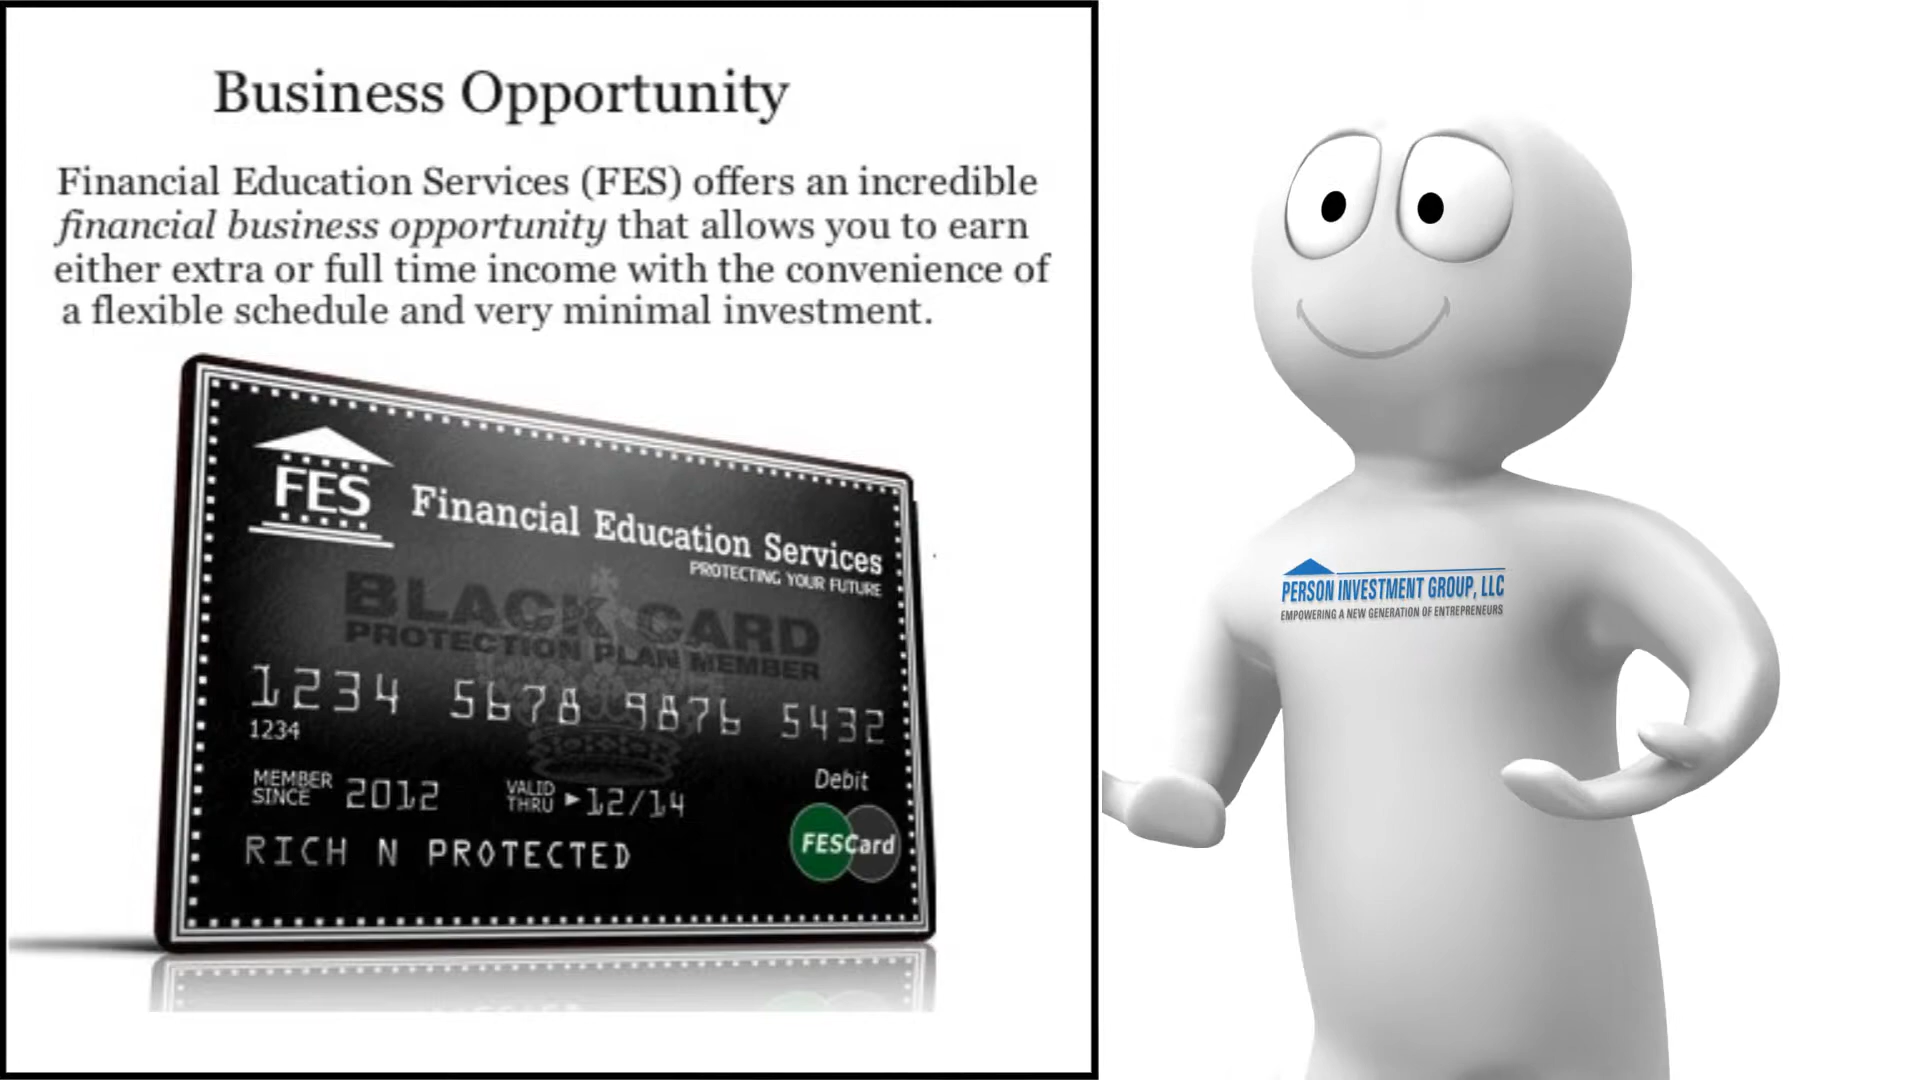 Business Opportunity
Financial Education Services (FES) offers an incredible
financial business opportunity that allows you to earn
either extra or full time income with the convenience of
a flexible schedule and very minimal investment.
FES
Financial Education Services
PROTECTING YOUR FUTURE
BLACK CARD
PROTECTION PLAN MEMBER
1234 5678 9876 5432
1234
MEMBER SINCE 2012 VALID THRU 12/14
Debit
FESCard
RICH N PROTECTED
PERSON INVESTMENT GROUP, LLC
EMPOWERING A NEW GENERATION OF ENTREPRENEURS